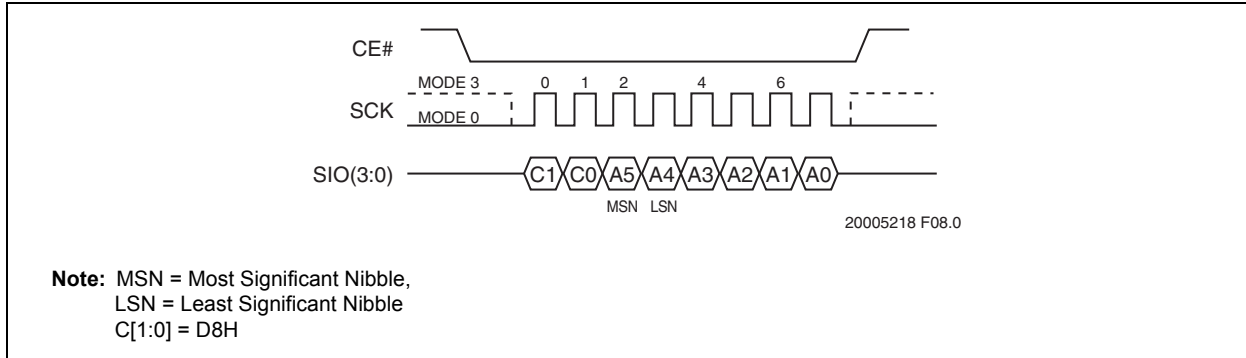 CE#
MODE 3 0 1 2 4 6
SCK
MODE 0
SIO(3:0) C1 C0 A5 A4 A3 A2 A1 A0
MSN LSN
20005218 F08.0
Note: MSN = Most Significant Nibble,
LSN = Least Significant Nibble
C[1:0] = D8H